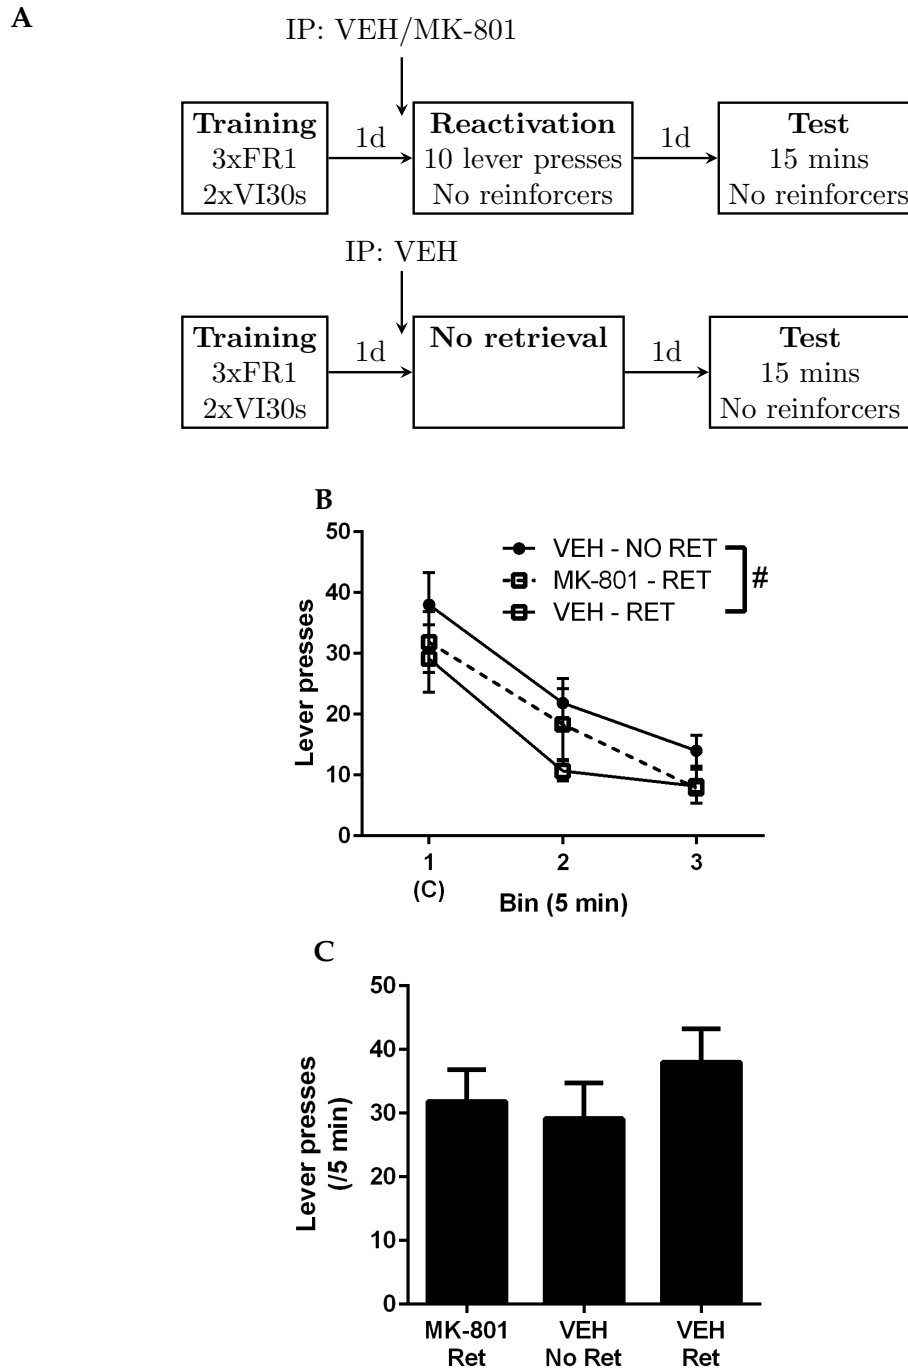 A
IP: VEH/MK-801
Training
3xFR1
2xVI30s
1d
Reactivation
10 lever presses
No reinforcers
1d
Test
15 mins
No reinforcers
IP: VEH
Training
3xFR1
2xVI30s
1d
No retrieval
1d
Test
15 mins
No reinforcers
B
50
40
30
20
10
0
Lever presses
VEH - NO RET
MK-801 - RET
VEH - RET
#
1
2
3
(C)
Bin (5 min)
C
50
40
30
20
10
0
Lever presses
(/5 min)
MK-801
Ret
VEH
No Ret
VEH
Ret